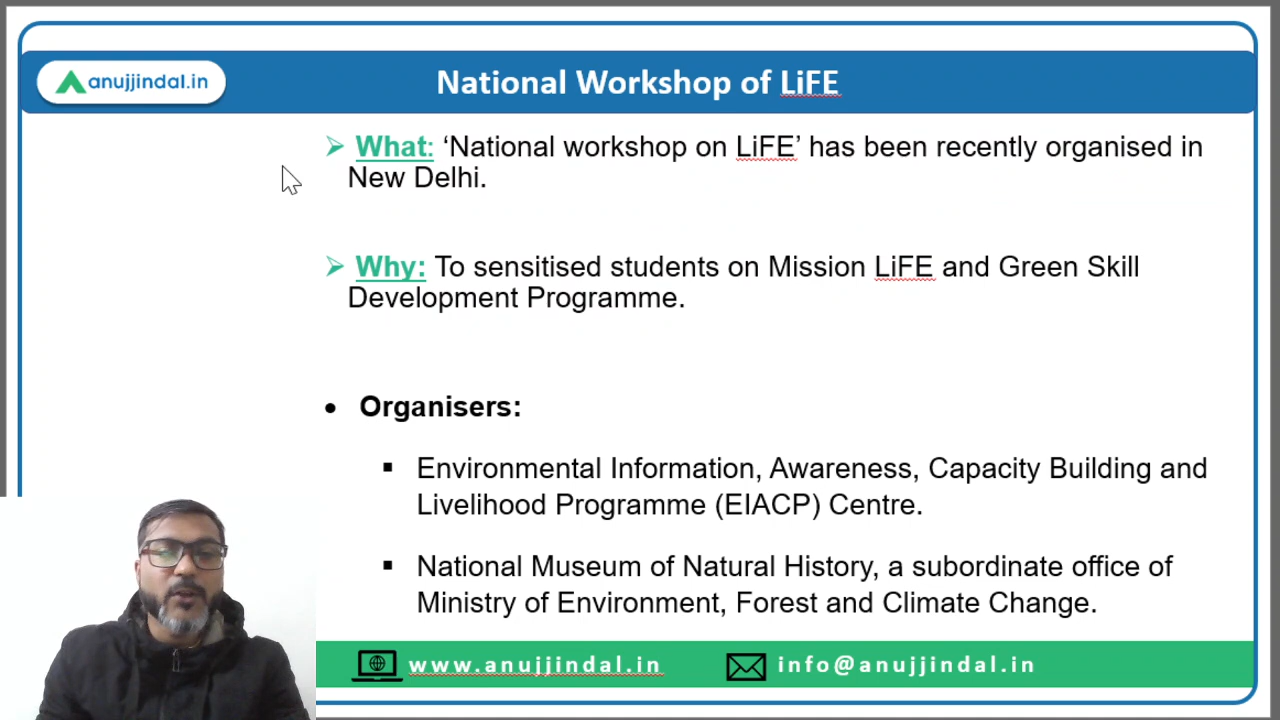 anujjindal.in
National Workshop of LiFE
What: ‘National workshop on LiFE’ has been recently organised in
New Delhi.
Why: To sensitised students on Mission LiFE and Green Skill
Development Programme.
Organisers:
Environmental Information, Awareness, Capacity Building and
Livelihood Programme (EIACP) Centre.
National Museum of Natural History, a subordinate office of
Ministry of Environment, Forest and Climate Change.
www.anujjindal.in
info@anujjindal.in